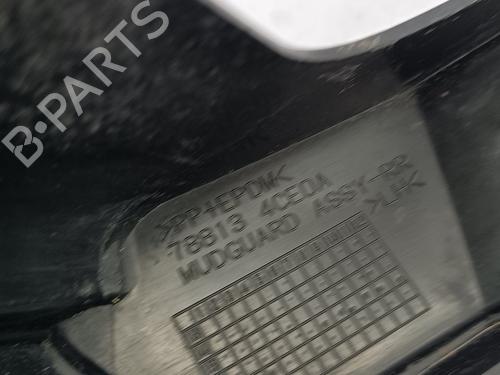 B-PARTS
>PP+EPDM<
78813 4CE0A
MUDGUARD ASSY-RR
>LH<